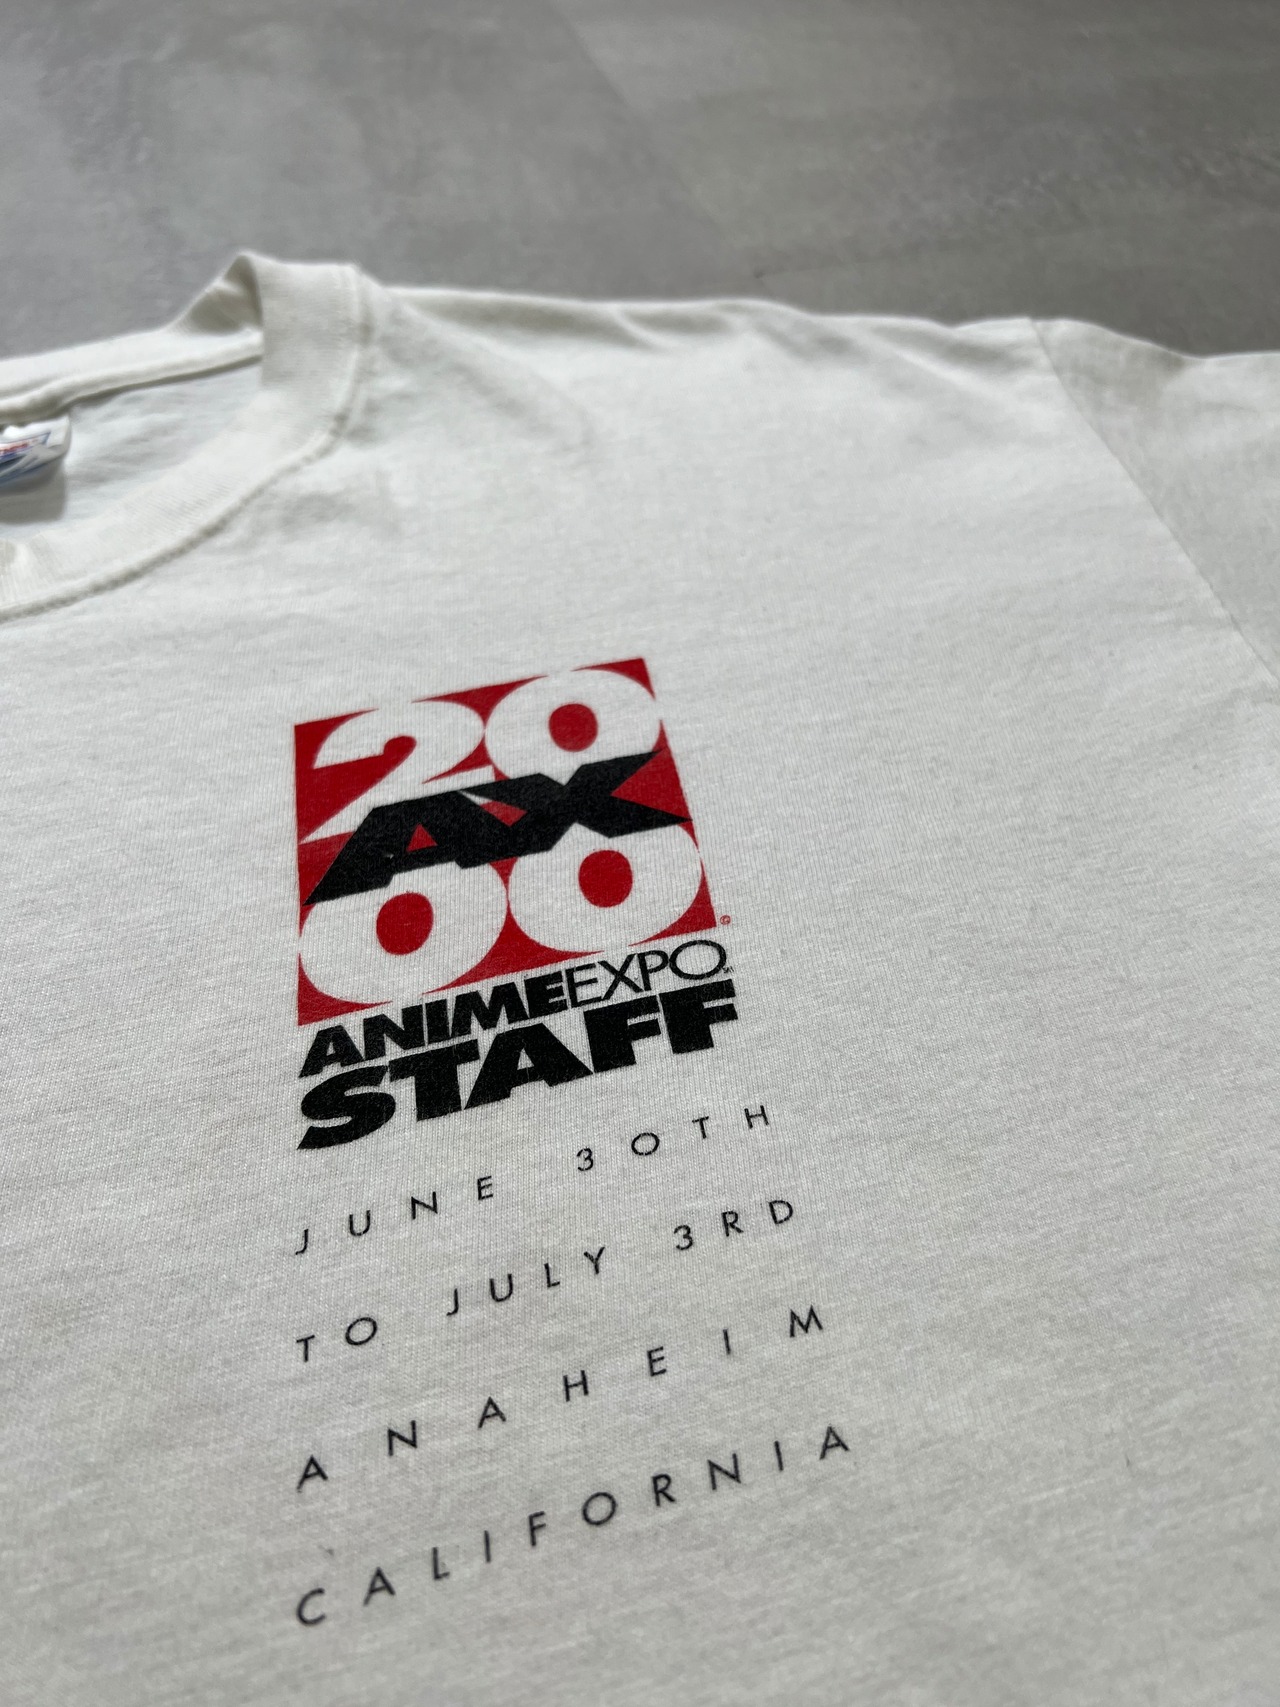 20
AX
00
©
ANIMEEXPO
STAFF
JUNE 30TH
TO JULY 3RD
ANAHEIM
CALIFORNIA